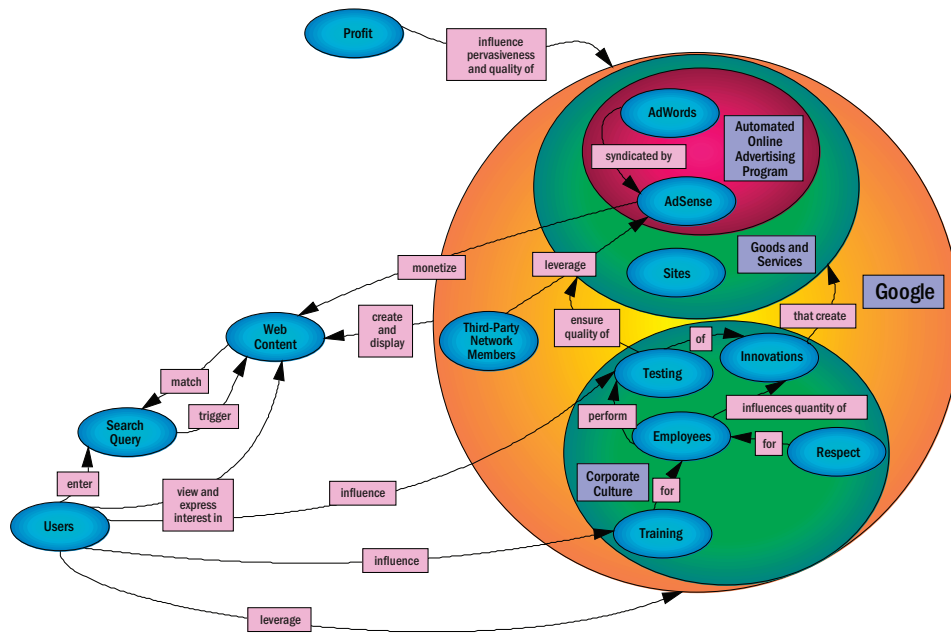 Profit
influence
pervasiveness
and quality of
AdWords
Automated
Online
Advertising
Program
syndicated by
AdSense
Goods and
Services
monetize
leverage
Sites
Google
create
and
display
ensure
quality of
that create
Web
Content
Third-Party
Network
Members
of
Innovations
match
Testing
trigger
perform
influences quantity of
Search
Query
Employees
for
Respect
enter
view and
express
interest in
influence
Corporate
Culture
for
Users
Training
influence
leverage